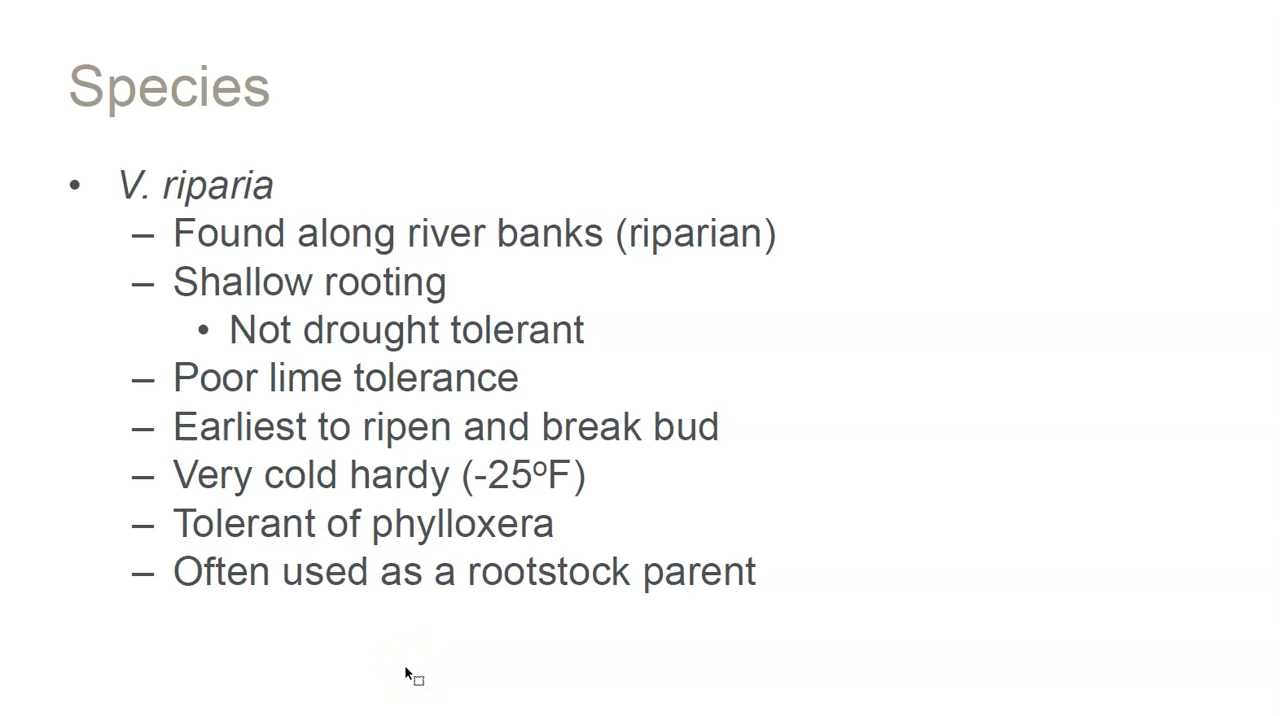 Species
• V. riparia
– Found along river banks (riparian)
– Shallow rooting
• Not drought tolerant
– Poor lime tolerance
– Earliest to ripen and break bud
– Very cold hardy (-25ºF)
– Tolerant of phylloxera
– Often used as a rootstock parent